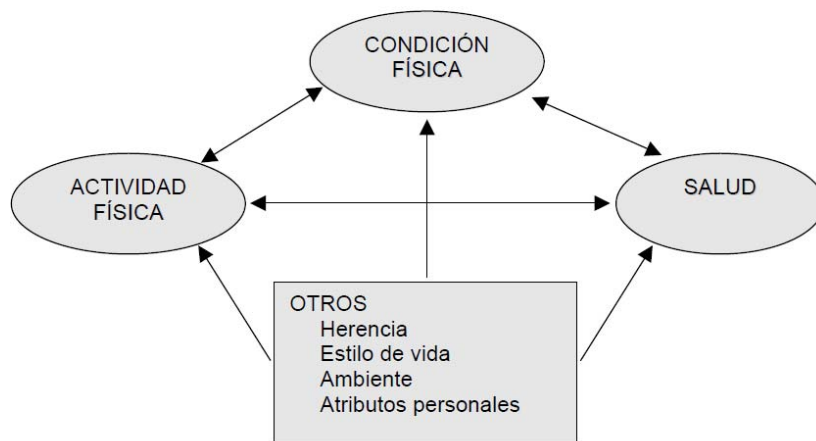 CONDICIÓN
FÍSICA
ACTIVIDAD
FÍSICA
SALUD
OTROS
Herencia
Estilo de vida
Ambiente
Atributos personales